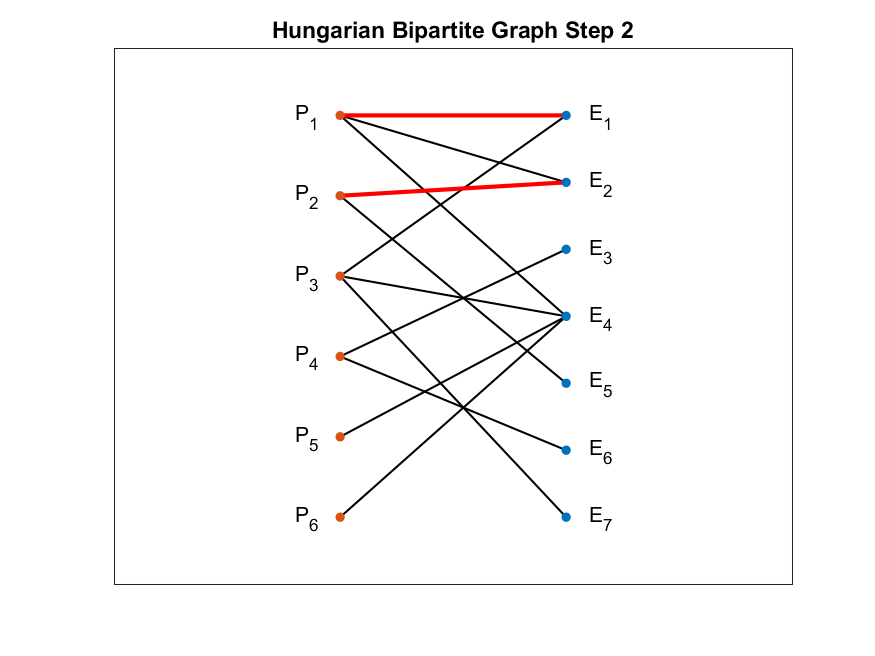 Hungarian Bipartite Graph Step 2
P₁ E₁
P₂ E₂
P₃ E₃
P₄ E₄
P₅ E₅
P₆ E₆
E₇